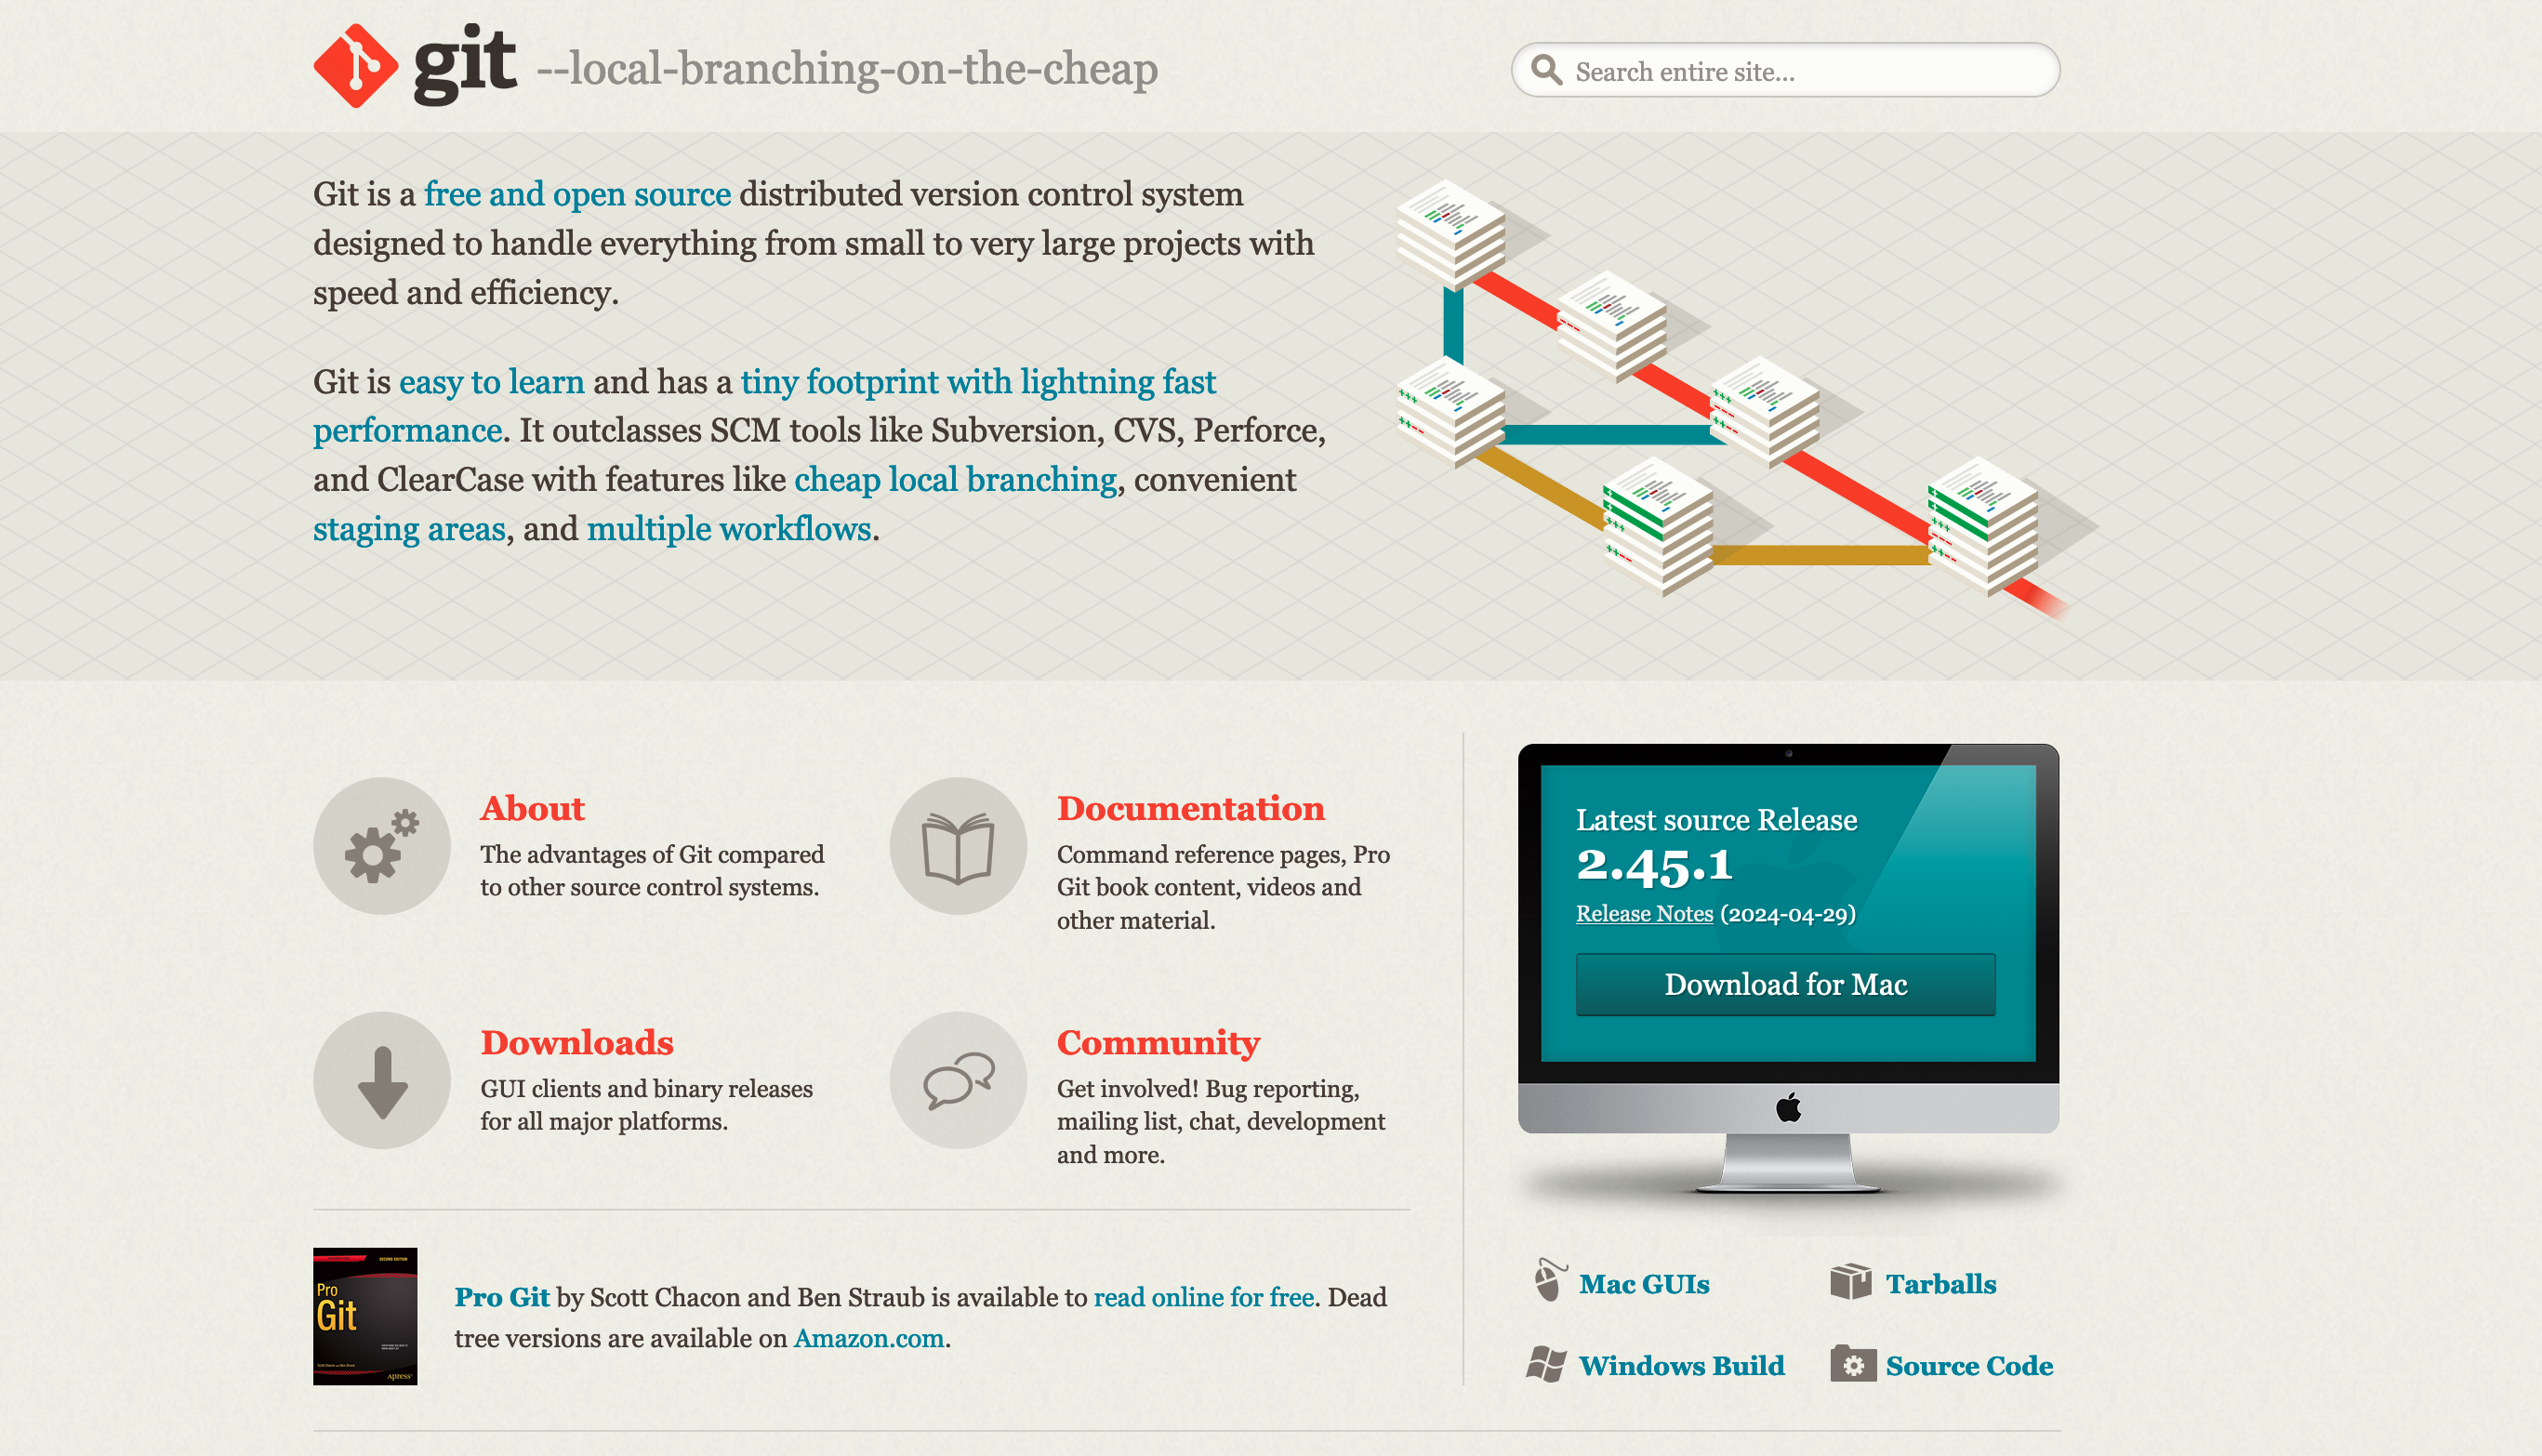 git --local-branching-on-the-cheap
Search entire site...
Git is a free and open source distributed version control system
designed to handle everything from small to very large projects with
speed and efficiency.
Git is easy to learn and has a tiny footprint with lightning fast
performance. It outclasses SCM tools like Subversion, CVS, Perforce,
and ClearCase with features like cheap local branching, convenient
staging areas, and multiple workflows.
About
The advantages of Git compared
to other source control systems.
Documentation
Command reference pages, Pro
Git book content, videos and
other material.
Downloads
GUI clients and binary releases
for all major platforms.
Community
Get involved! Bug reporting,
mailing list, chat, development
and more.
SECOND EDITION
Pro
Git
Apress
Pro Git by Scott Chacon and Ben Straub is available to read online for free. Dead
tree versions are available on Amazon.com.
Latest source Release
2.45.1
Release Notes (2024-04-29)
Download for Mac
Mac GUIs
Tarballs
Windows Build
Source Code